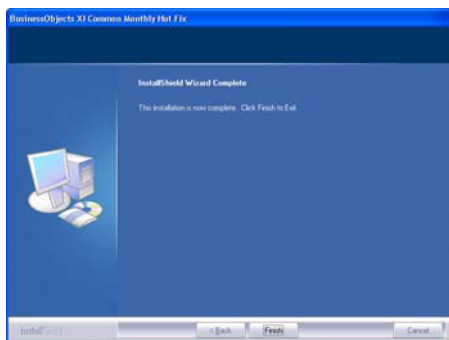 BusinessObjects XI Common Monthly Hot Fix
InstallShield Wizard Complete
This installation is now complete. Click Finish to Exit
InstallShield
< Back
Finish
Cancel